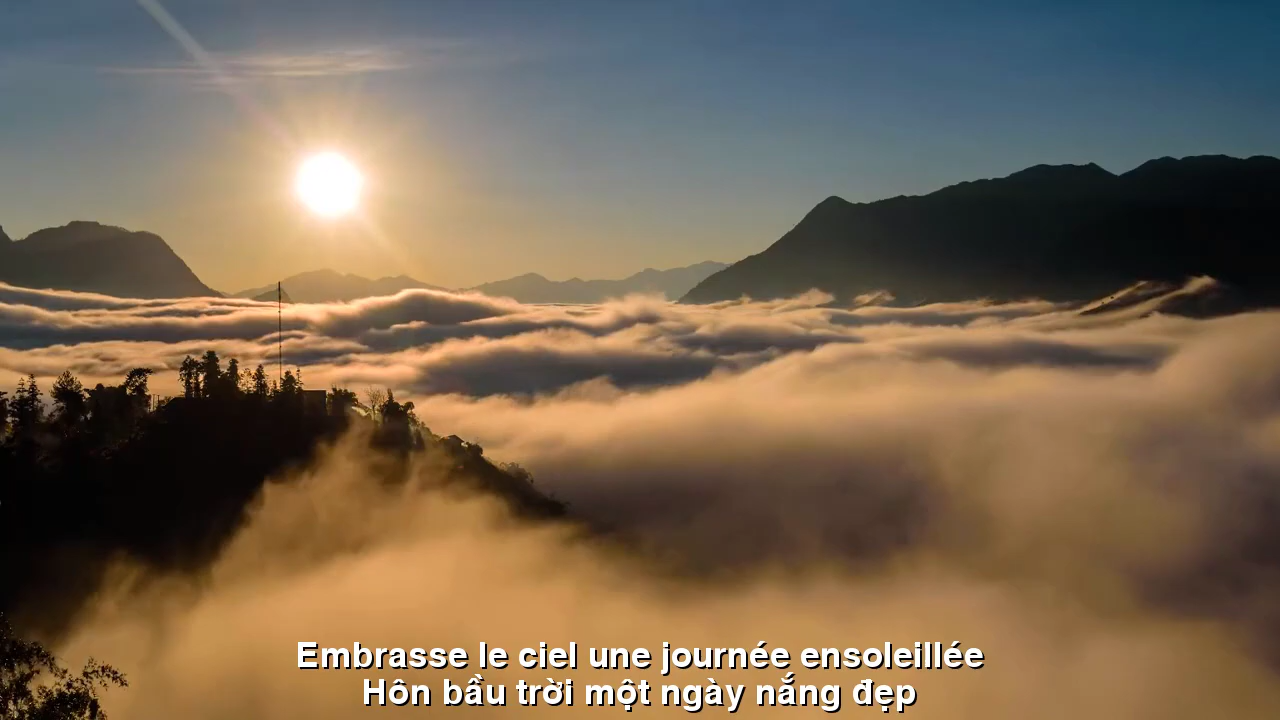 Embrasse le ciel une journée ensoleillée
Hôn bầu trời một ngày nắng đẹp